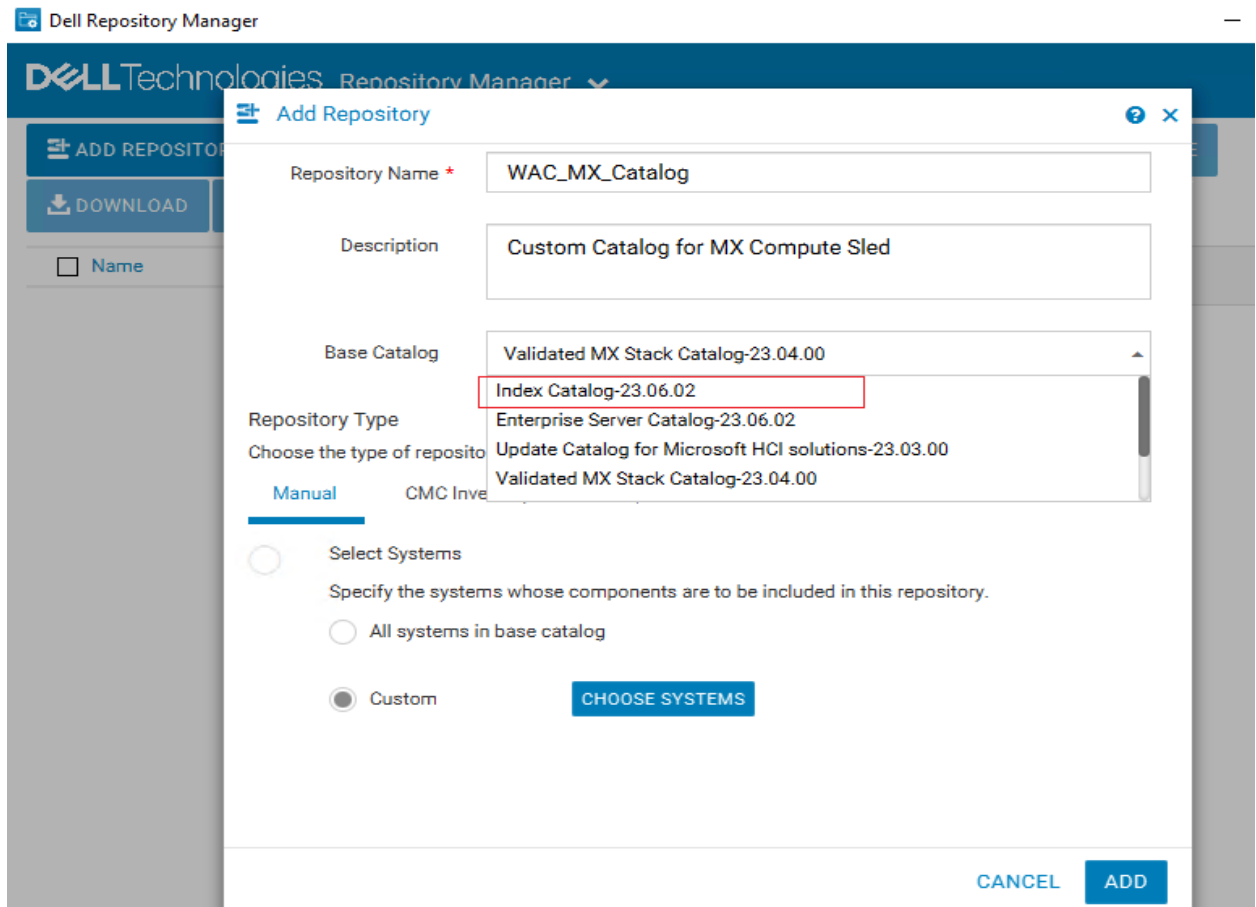 Dell Repository Manager
DELLTechnologies Repository Manager
Add Repository
ADD REPOSITOR
E
Repository Name * WAC_MX_Catalog
DOWNLOAD
Description Custom Catalog for MX Compute Sled
Name
Base Catalog Validated MX Stack Catalog-23.04.00
Index Catalog-23.06.02
Repository Type Enterprise Server Catalog-23.06.02
Choose the type of reposito Update Catalog for Microsoft HCI solutions-23.03.00
Validated MX Stack Catalog-23.04.00
Manual CMC Inve
Select Systems
Specify the systems whose components are to be included in this repository.
All systems in base catalog
Custom CHOOSE SYSTEMS
CANCEL ADD